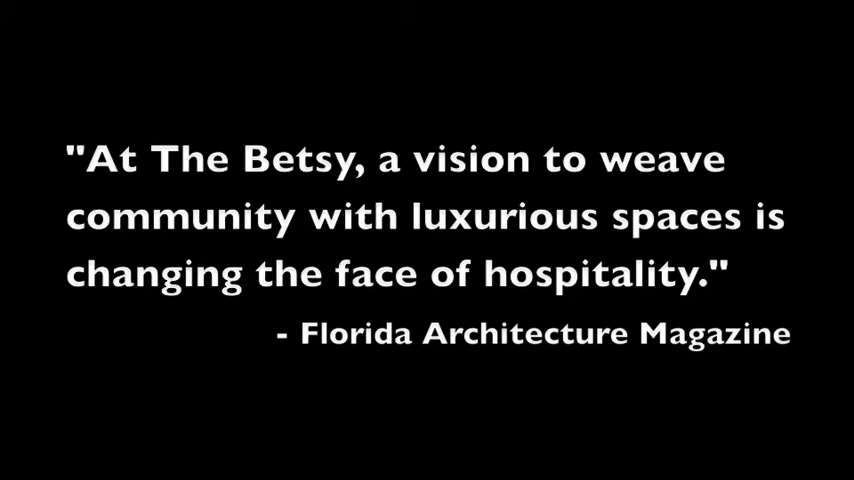 "At The Betsy, a vision to weave
community with luxurious spaces is
changing the face of hospitality."
- Florida Architecture Magazine